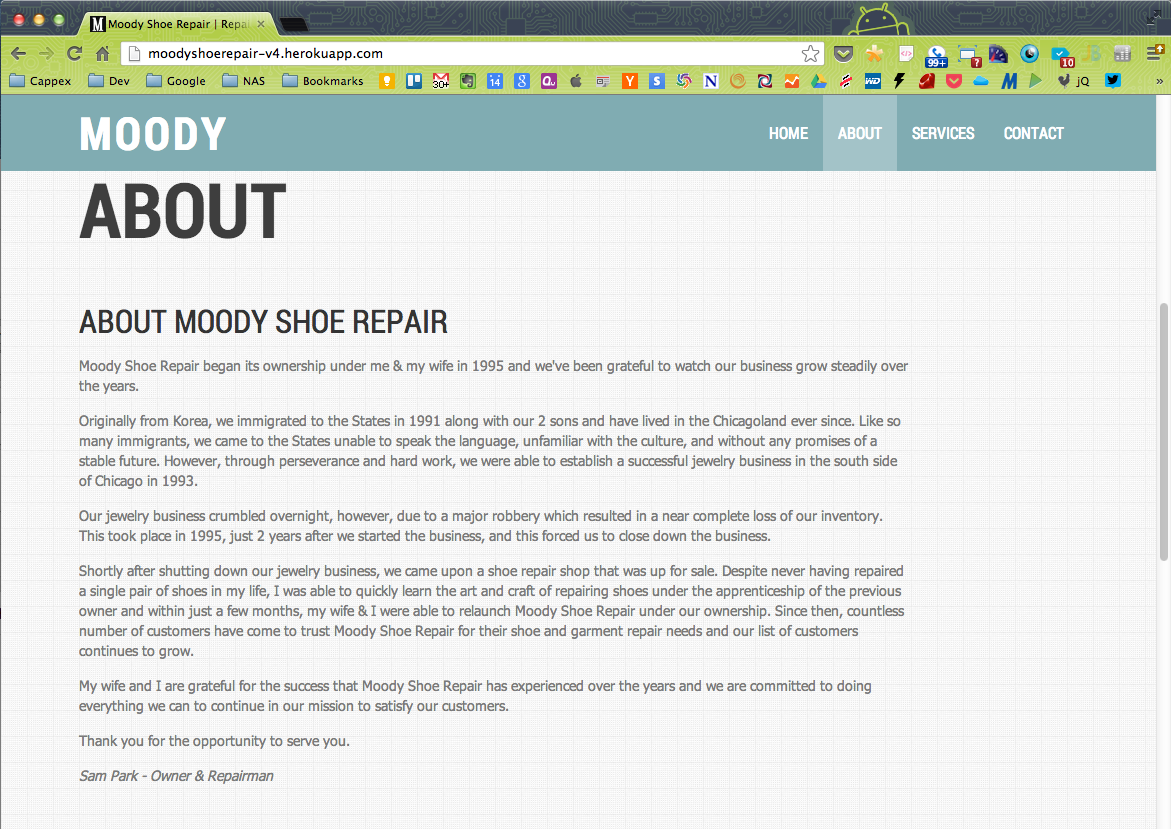 Moody Shoe Repair | Repai
moodyshoerepair-v4.herokuapp.com
99+
?
10
Cappex
Dev
Google
NAS
Bookmarks
30+
14
jQ
»
MOODY
HOME
ABOUT
SERVICES
CONTACT
ABOUT
ABOUT MOODY SHOE REPAIR
Moody Shoe Repair began its ownership under me & my wife in 1995 and we've been grateful to watch our business grow steadily over
the years.
Originally from Korea, we immigrated to the States in 1991 along with our 2 sons and have lived in the Chicagoland ever since. Like so
many immigrants, we came to the States unable to speak the language, unfamiliar with the culture, and without any promises of a
stable future. However, through perseverance and hard work, we were able to establish a successful jewelry business in the south side
of Chicago in 1993.
Our jewelry business crumbled overnight, however, due to a major robbery which resulted in a near complete loss of our inventory.
This took place in 1995, just 2 years after we started the business, and this forced us to close down the business.
Shortly after shutting down our jewelry business, we came upon a shoe repair shop that was up for sale. Despite never having repaired
a single pair of shoes in my life, I was able to quickly learn the art and craft of repairing shoes under the apprenticeship of the previous
owner and within just a few months, my wife & I were able to relaunch Moody Shoe Repair under our ownership. Since then, countless
number of customers have come to trust Moody Shoe Repair for their shoe and garment repair needs and our list of customers
continues to grow.
My wife and I are grateful for the success that Moody Shoe Repair has experienced over the years and we are committed to doing
everything we can to continue in our mission to satisfy our customers.
Thank you for the opportunity to serve you.
Sam Park - Owner & Repairman